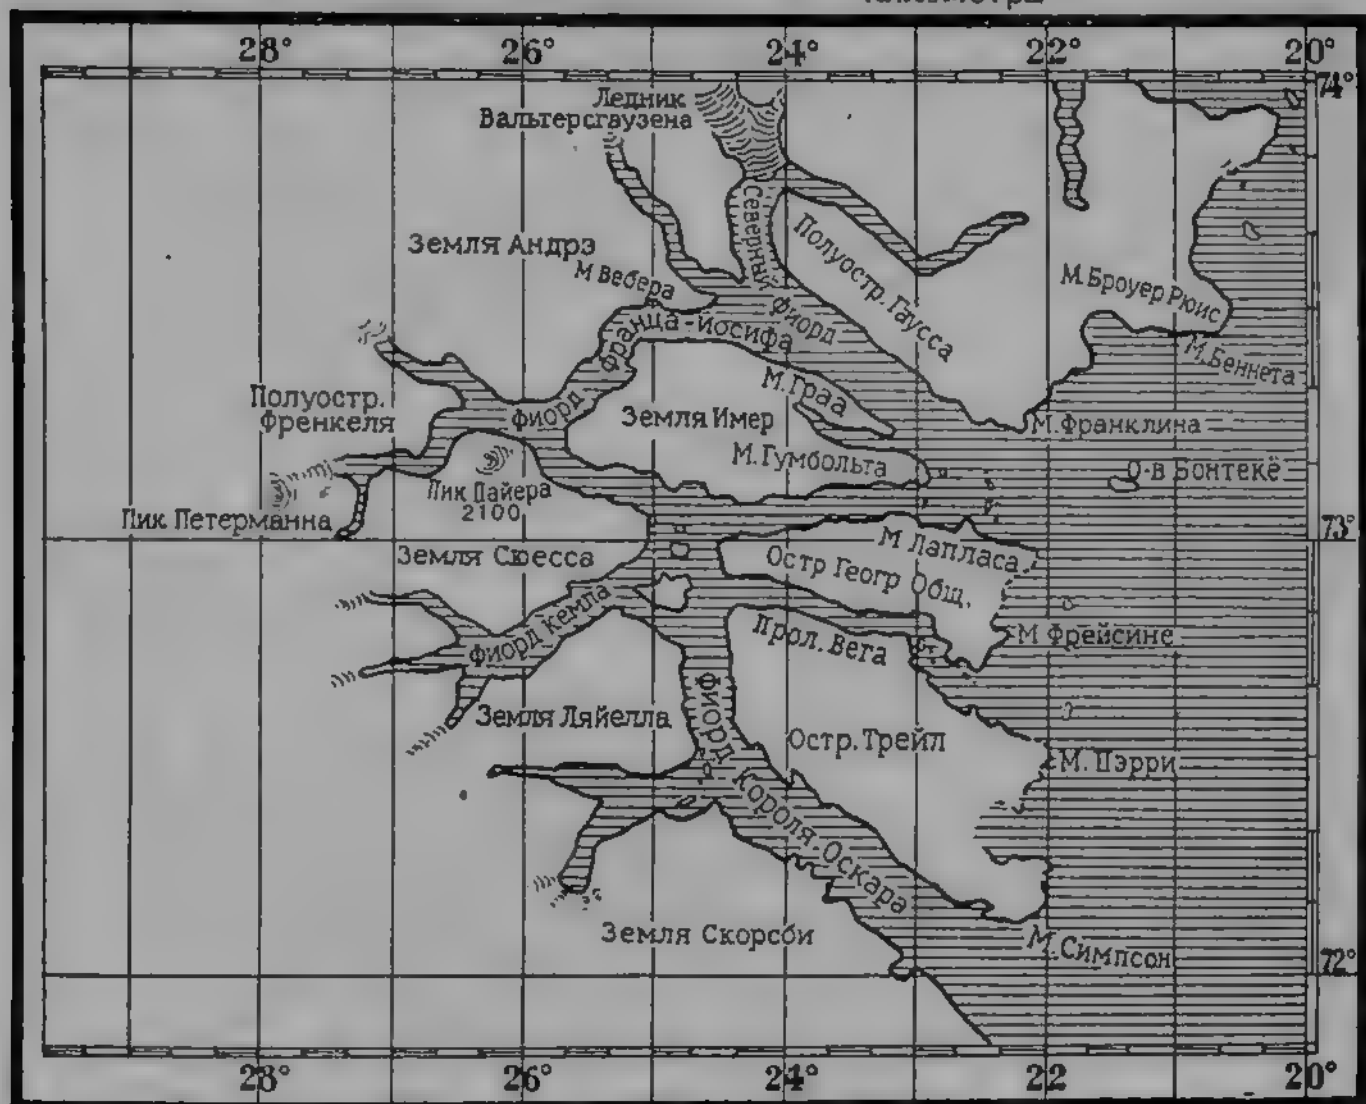 28° 26° 24° 22° 20°
74°
Ледник
Вальтерсгаузена
Северный фиорд
Полуостр. Гаусса
Земля Андрэ
М Вебера
М.Броуер Рюис
М.Беннета
фиорд Франца-Иосифа
М.Граа
Полуостр.
Френкеля
Земля Имер
М.Франклина
М.Гумбольта
О-в Бонтекё
Пик Пайера
2100
Пик Петерманна
73°
М Лапласа
Земля Сюесса
Остр Геогр Общ.
фиорд Кемпа
Прол. Вега
М Фрейсине
Земля Ляйелла
Остр. Трейл
М. Пэрри
фиорд Короля-Оскара
Земля Скорсби
М.Симпсон
72°
28° 26° 24° 22 20°